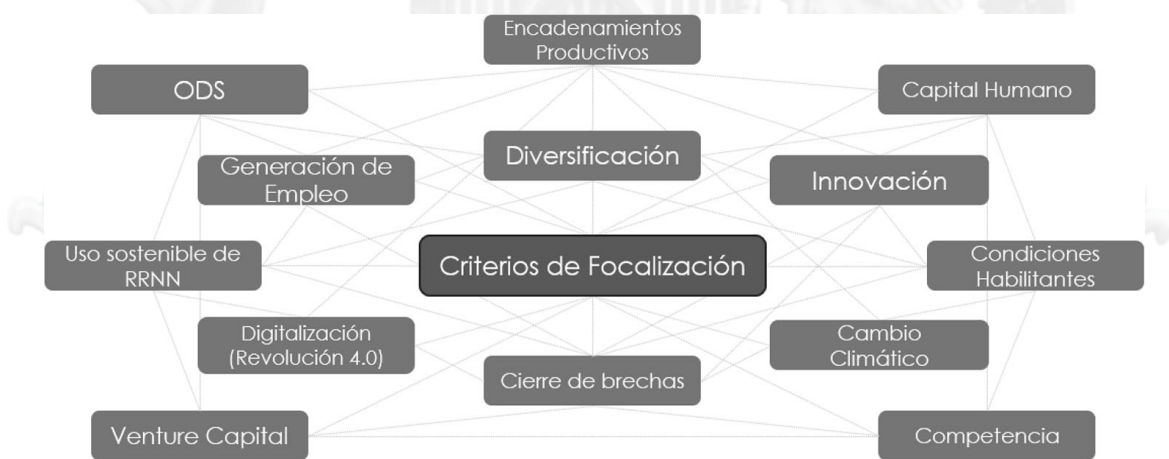 Encadenamientos
Productivos
ODS
Capital Humano
Diversificación
Generación de
Empleo
Innovación
Uso sostenible de
RRNN
Criterios de Focalización
Condiciones
Habilitantes
Digitalización
(Revolución 4.0)
Cambio
Climático
Cierre de brechas
Venture Capital
Competencia